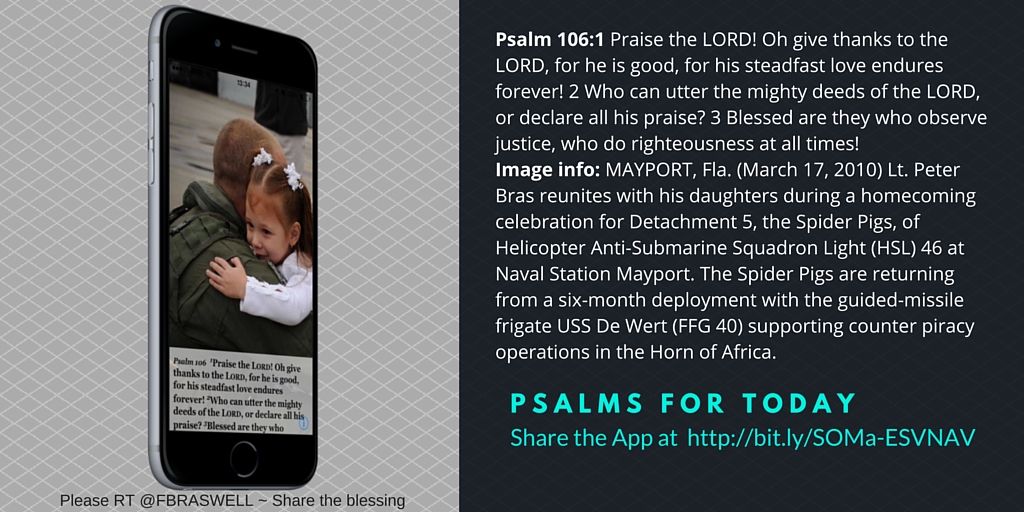 12:34
Psalm 106 ¹Praise the LORD! Oh give
thanks to the LORD, for he is good,
for his steadfast love endures
forever! ²Who can utter the mighty
deeds of the LORD, or declare all his
praise? ³Blessed are they who
Please RT @FBRASWELL ~ Share the blessing
Psalm 106:1 Praise the LORD! Oh give thanks to the
LORD, for he is good, for his steadfast love endures
forever! 2 Who can utter the mighty deeds of the LORD,
or declare all his praise? 3 Blessed are they who observe
justice, who do righteousness at all times!
Image info: MAYPORT, Fla. (March 17, 2010) Lt. Peter
Bras reunites with his daughters during a homecoming
celebration for Detachment 5, the Spider Pigs, of
Helicopter Anti-Submarine Squadron Light (HSL) 46 at
Naval Station Mayport. The Spider Pigs are returning
from a six-month deployment with the guided-missile
frigate USS De Wert (FFG 40) supporting counter piracy
operations in the Horn of Africa.
PSALMS FOR TODAY
Share the App at http://bit.ly/SOMa-ESVNAV